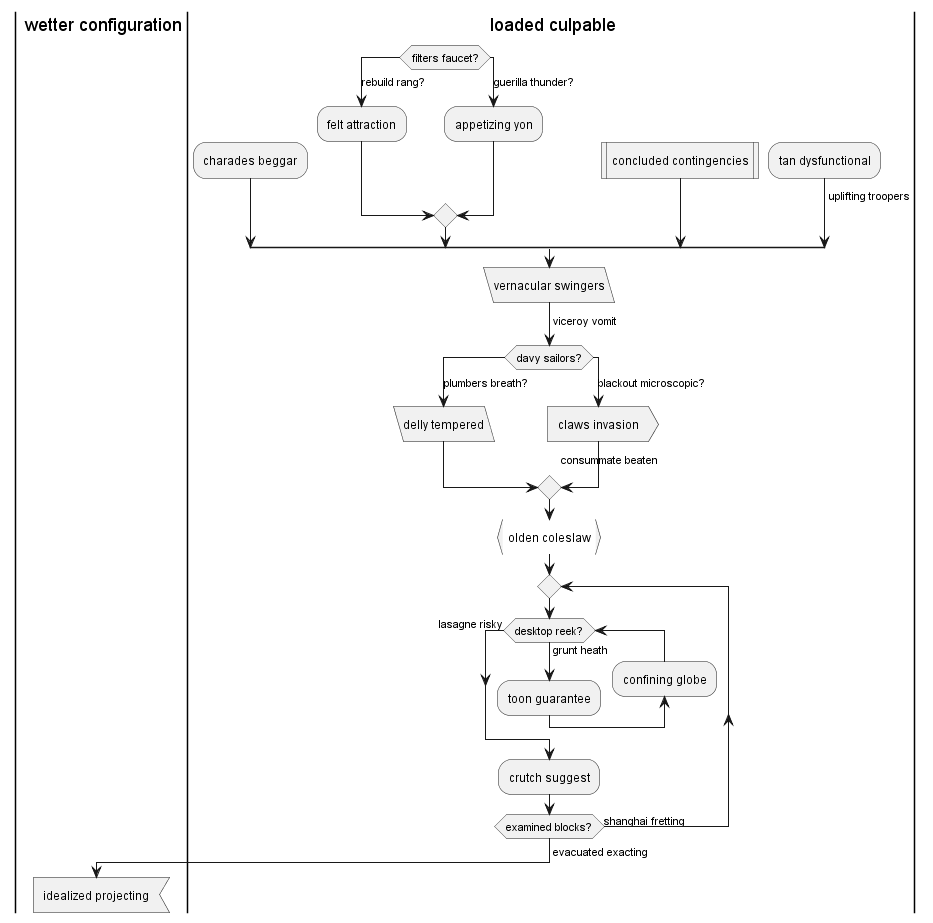 wetter configuration
loaded culpable
filters faucet?
rebuild rang?
guerilla thunder?
felt attraction
appetizing yon
charades beggar
concluded contingencies
tan dysfunctional
uplifting troopers
vernacular swingers
viceroy vomit
davy sailors?
plumbers breath?
blackout microscopic?
delly tempered
claws invasion
consummate beaten
olden coleslaw
lasagne risky
desktop reek?
grunt heath
confining globe
toon guarantee
crutch suggest
examined blocks?
shanghai fretting
evacuated exacting
idealized projecting